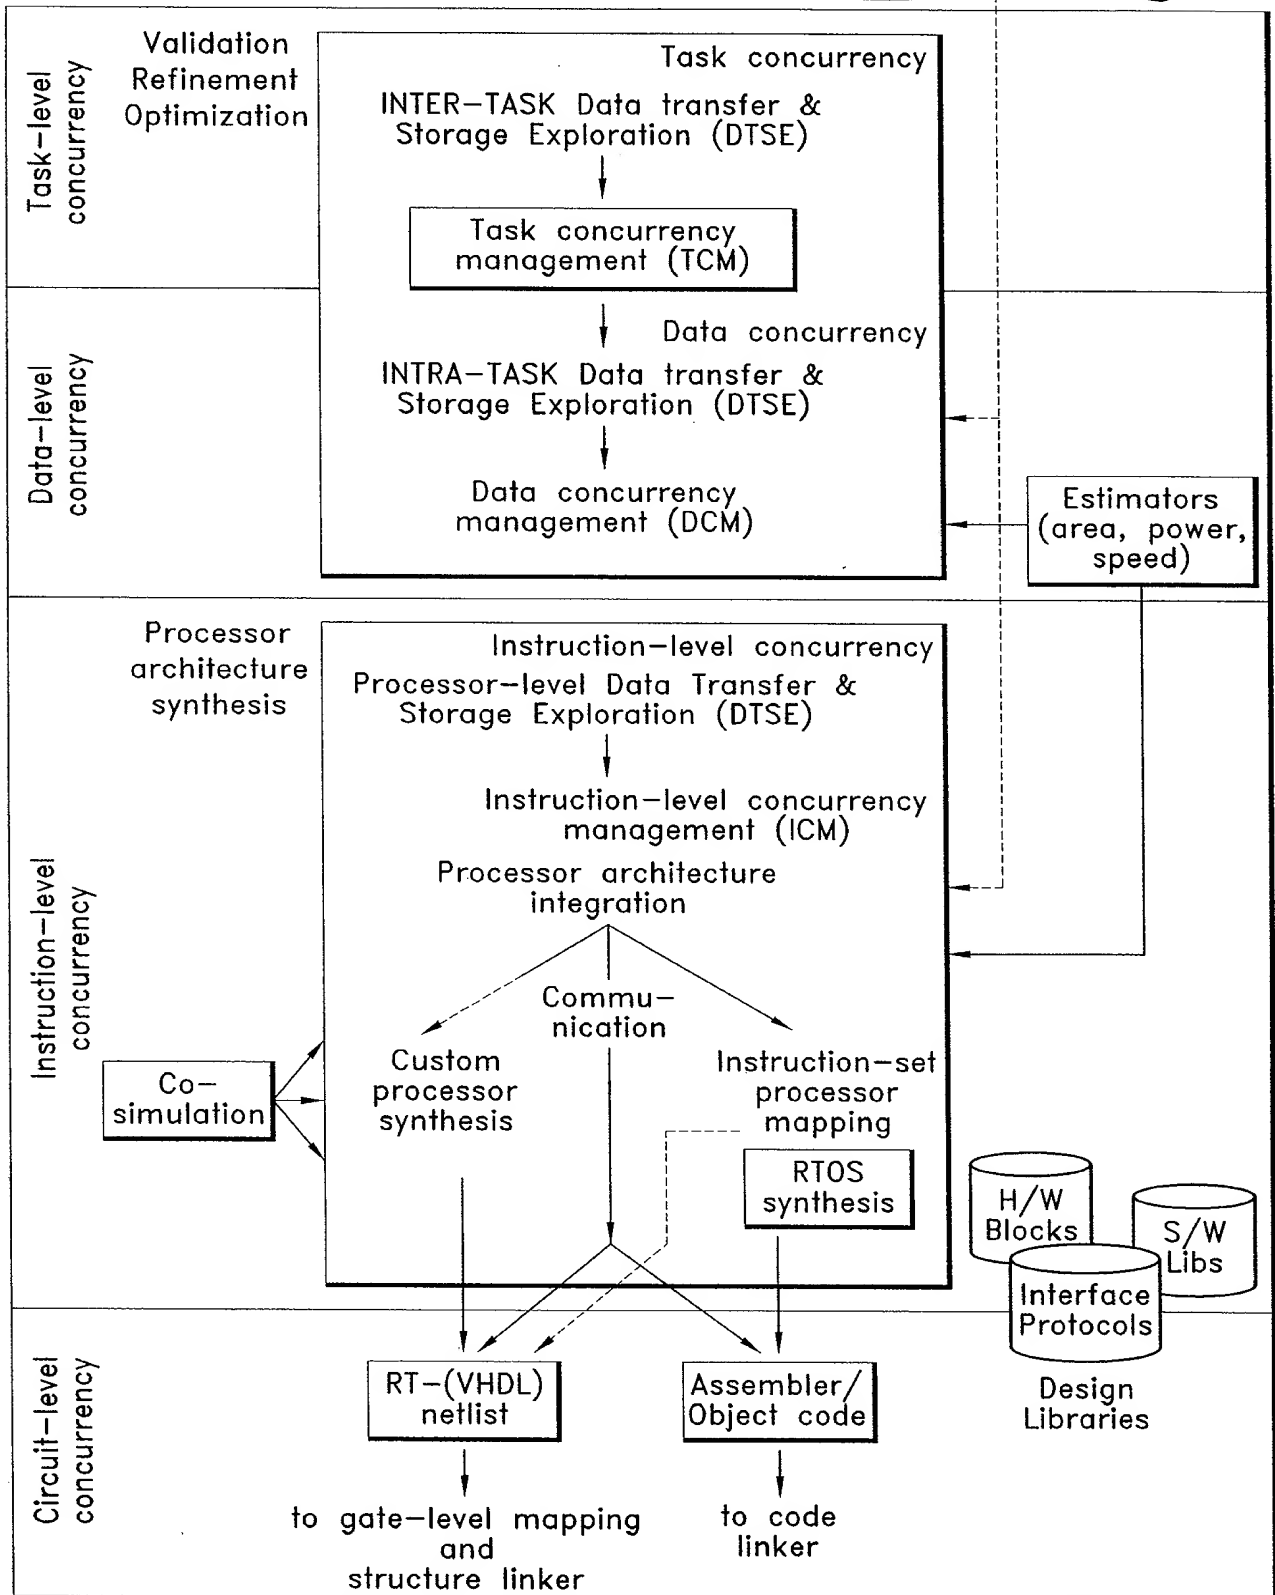 Task-level
concurrency
Validation
Refinement
Optimization
Task concurrency
INTER-TASK Data transfer &
Storage Exploration (DTSE)
Task concurrency
management (TCM)
Data-level
concurrency
Data concurrency
INTRA-TASK Data transfer &
Storage Exploration (DTSE)
Data concurrency
management (DCM)
Estimators
(area, power,
speed)
Instruction-level
concurrency
Processor
architecture
synthesis
Instruction-level concurrency
Processor-level Data Transfer &
Storage Exploration (DTSE)
Instruction-level concurrency
management (ICM)
Processor architecture
integration
Commu-
nication
Custom
processor
synthesis
Instruction-set
processor
mapping
Co-
simulation
RTOS
synthesis
H/W
Blocks
S/W
Libs
Interface
Protocols
Design
Libraries
Circuit-level
concurrency
RT-(VHDL)
netlist
Assembler/
Object code
to gate-level mapping
and
structure linker
to code
linker